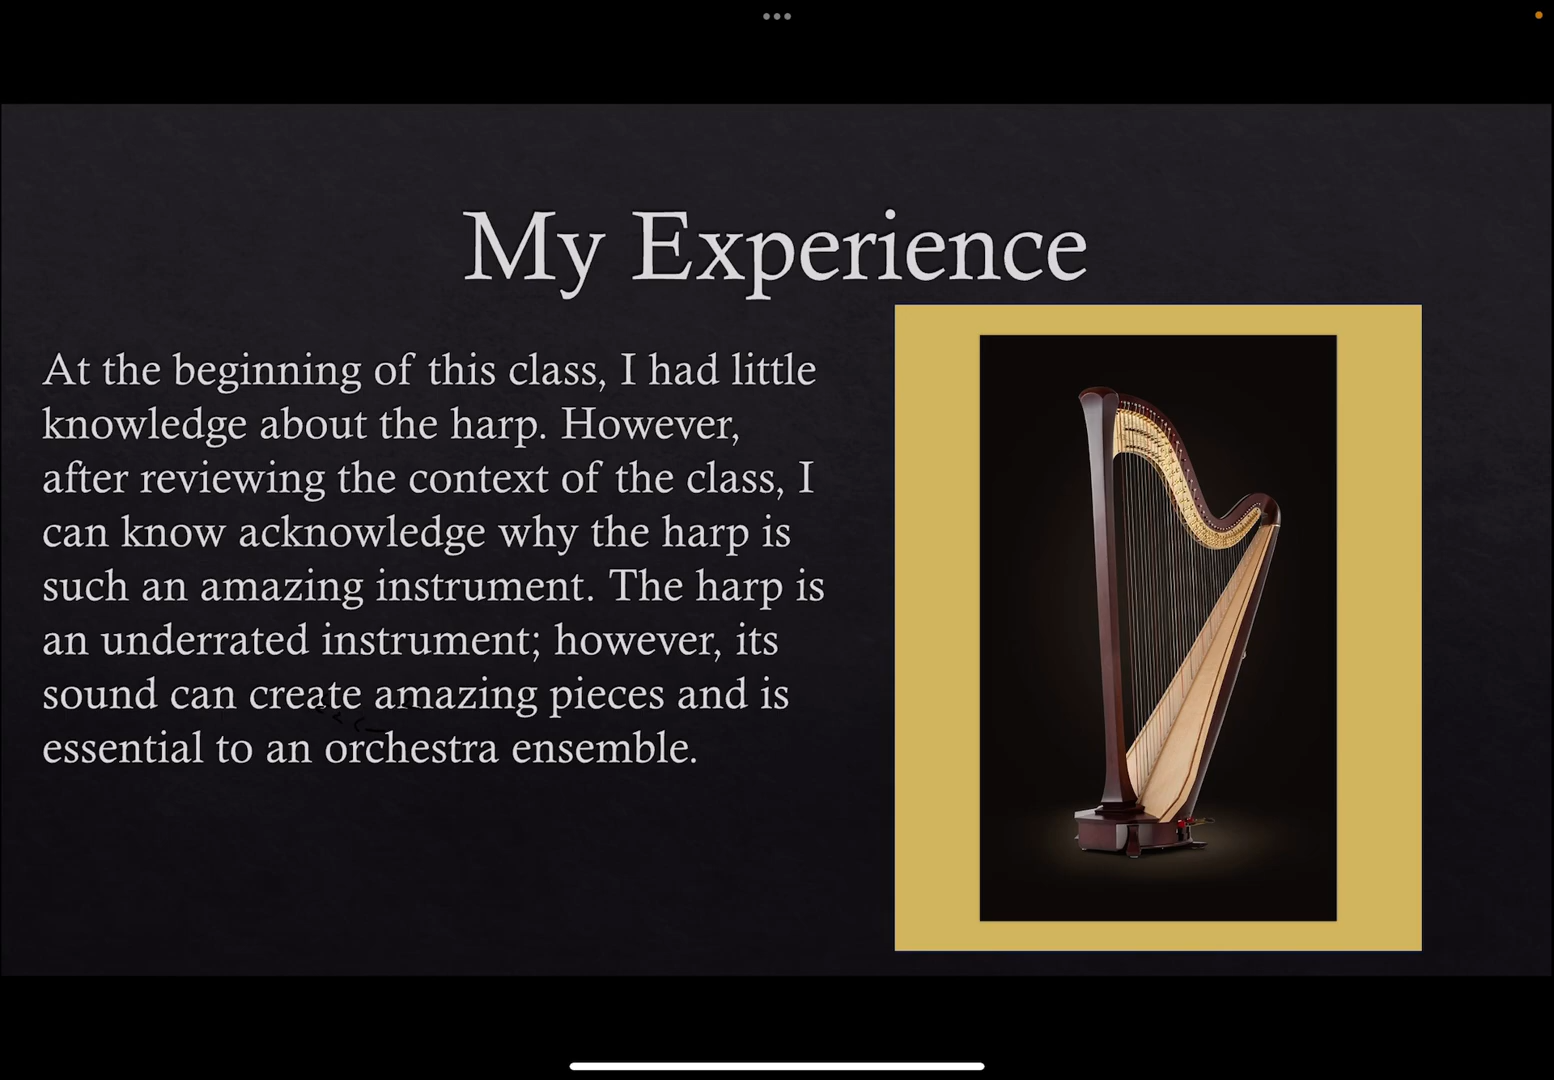 My Experience
At the beginning of this class, I had little
knowledge about the harp. However,
after reviewing the context of the class, I
can know acknowledge why the harp is
such an amazing instrument. The harp is
an underrated instrument; however, its
sound can create amazing pieces and is
essential to an orchestra ensemble.